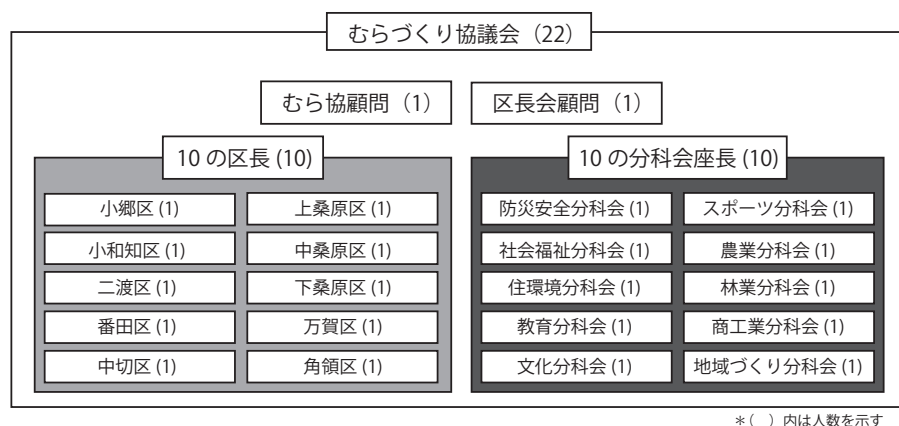 むらづくり協議会（22）
むら協顧問（1）
区長会顧問（1）
10 の区長 (10)
小郷区 (1)
上桑原区 (1)
小和知区 (1)
中桑原区 (1)
二渡区 (1)
下桑原区 (1)
番田区 (1)
万賀区 (1)
中切区 (1)
角領区 (1)
10 の分科会座長 (10)
防災安全分科会 (1)
スポーツ分科会 (1)
社会福祉分科会 (1)
農業分科会 (1)
住環境分科会 (1)
林業分科会 (1)
教育分科会 (1)
商工業分科会 (1)
文化分科会 (1)
地域づくり分科会 (1)
＊（　）内は人数を示す